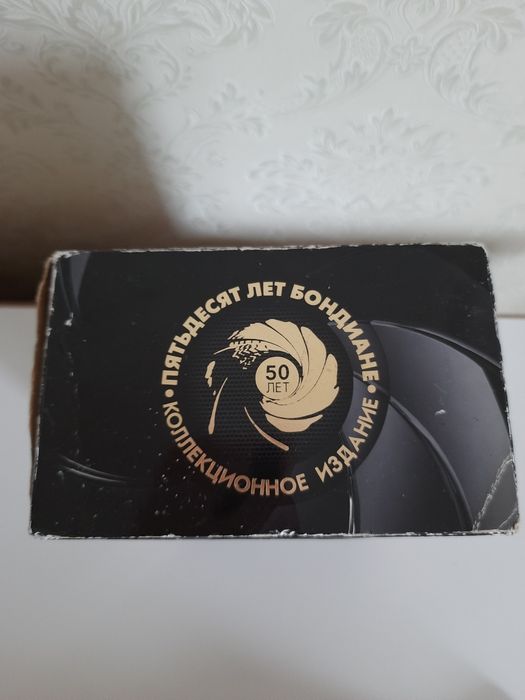 ПЯТЬДЕСЯТ ЛЕТ БОНДИАНЕ
50
ЛЕТ
КОЛЛЕКЦИОННОЕ ИЗДАНИЕ